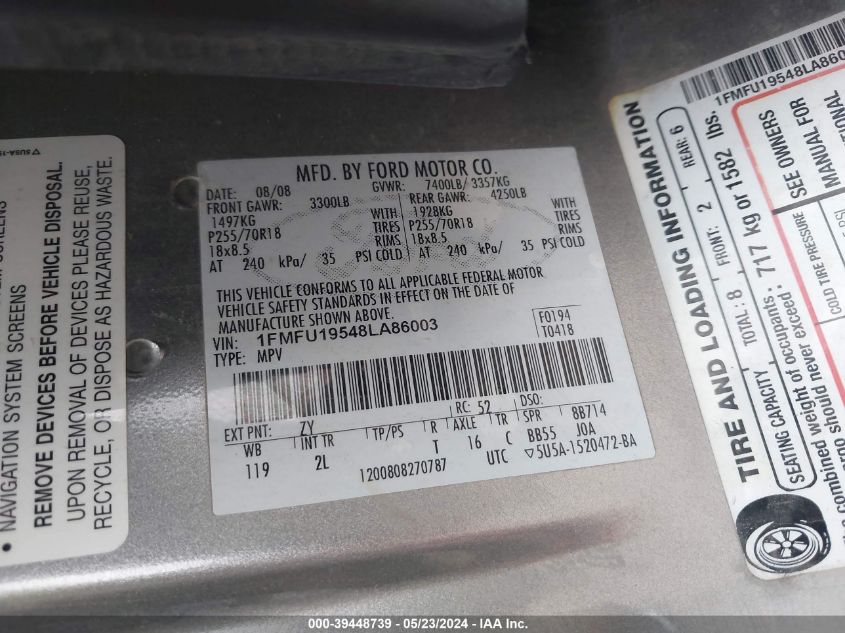 SUSA-15
SCREENS
• NAVIGATION SYSTEM SCREENS
REMOVE DEVICES BEFORE VEHICLE DISPOSAL.
UPON REMOVAL OF DEVICES PLEASE REUSE,
RECYCLE, OR DISPOSE AS HAZARDOUS WASTE.
MFD. BY FORD MOTOR CO.
DATE: 08/08 GVWR: 7400LB/ 3357KG
FRONT GAWR: 3300LB REAR GAWR: 4250LB
1497KG WITH 1928KG WITH
P255/70R18 TIRES P255/70R18 TIRES
18x8.5 RIMS 18x8.5 RIMS
AT 240 kPa/ 35 PSI COLD AT 240 kPa/ 35 PSI COLD
THIS VEHICLE CONFORMS TO ALL APPLICABLE FEDERAL MOTOR
VEHICLE SAFETY STANDARDS IN EFFECT ON THE DATE OF
MANUFACTURE SHOWN ABOVE.
VIN: 1FMFU19548LA86003 F0194
TYPE: MPV T0418
EXT PNT: ZY RC: 52 DSO:
WB INT TR TP/PS R AXLE TR SPR 8B714
119 2L T 16 C BB55 JOA
1200808270787 UTC ▽5U5A-1520472-BA
1FMFU19548LA86003
TIRE AND LOADING INFORMATION
SEATING CAPACITY TOTAL: 8 FRONT: 2 REAR: 6
combined weight of occupants: 717 kg or 1582 lbs.
should never exceed:
COLD TIRE PRESSURE
SEE OWNERS
MANUAL FOR
000-39448739 - 05/23/2024 - IAA Inc.